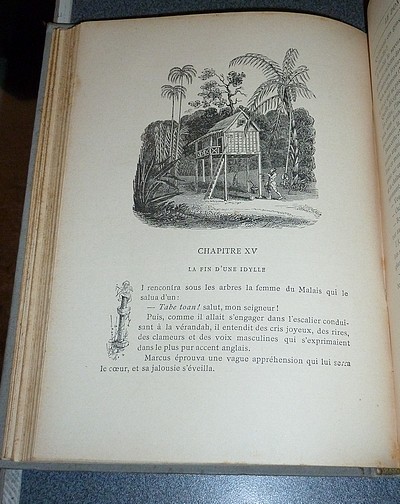 CHAPITRE XV
LA FIN D'UNE IDYLLE
I rencontra sous les arbres la femme du Malais qui le
salua d'un:
— Tabe toan! salut, mon seigneur!
Puis, comme il allait s'engager dans l'escalier condui-
sant à la vérandah, il entendit des cris joyeux, des rires,
des clameurs et des voix masculines qui s'exprimaient
dans le plus pur accent anglais.
Marcus éprouva une vague appréhension qui lui serra
le cœur, et sa jalousie s'éveilla.